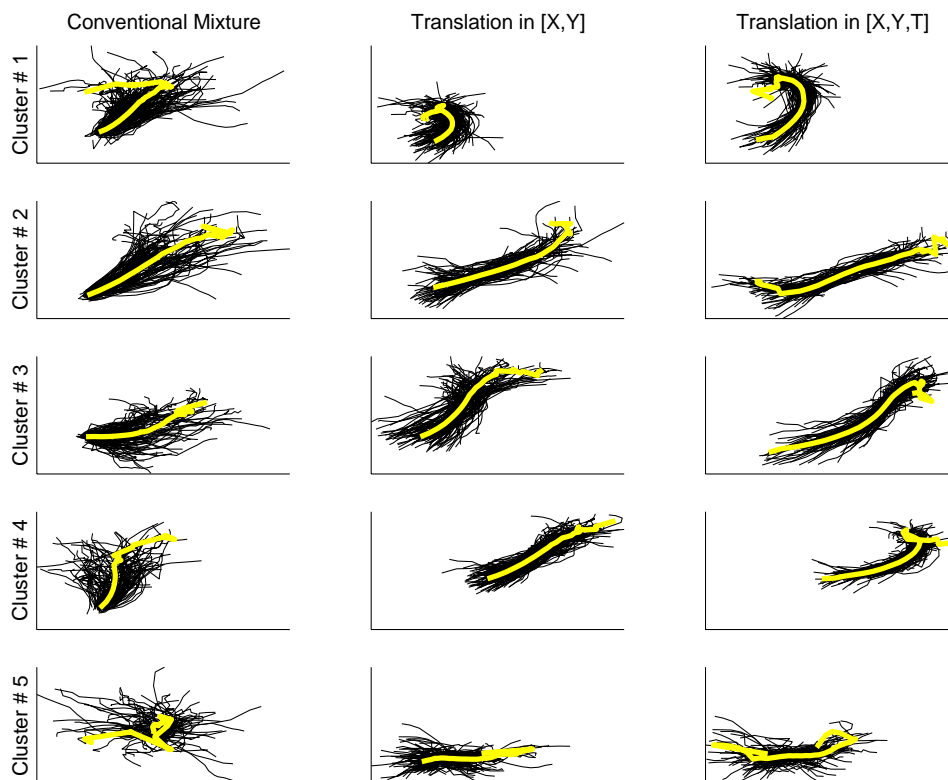 Conventional Mixture
Translation in [X,Y]
Translation in [X,Y,T]
Cluster # 1
Cluster # 2
Cluster # 3
Cluster # 4
Cluster # 5